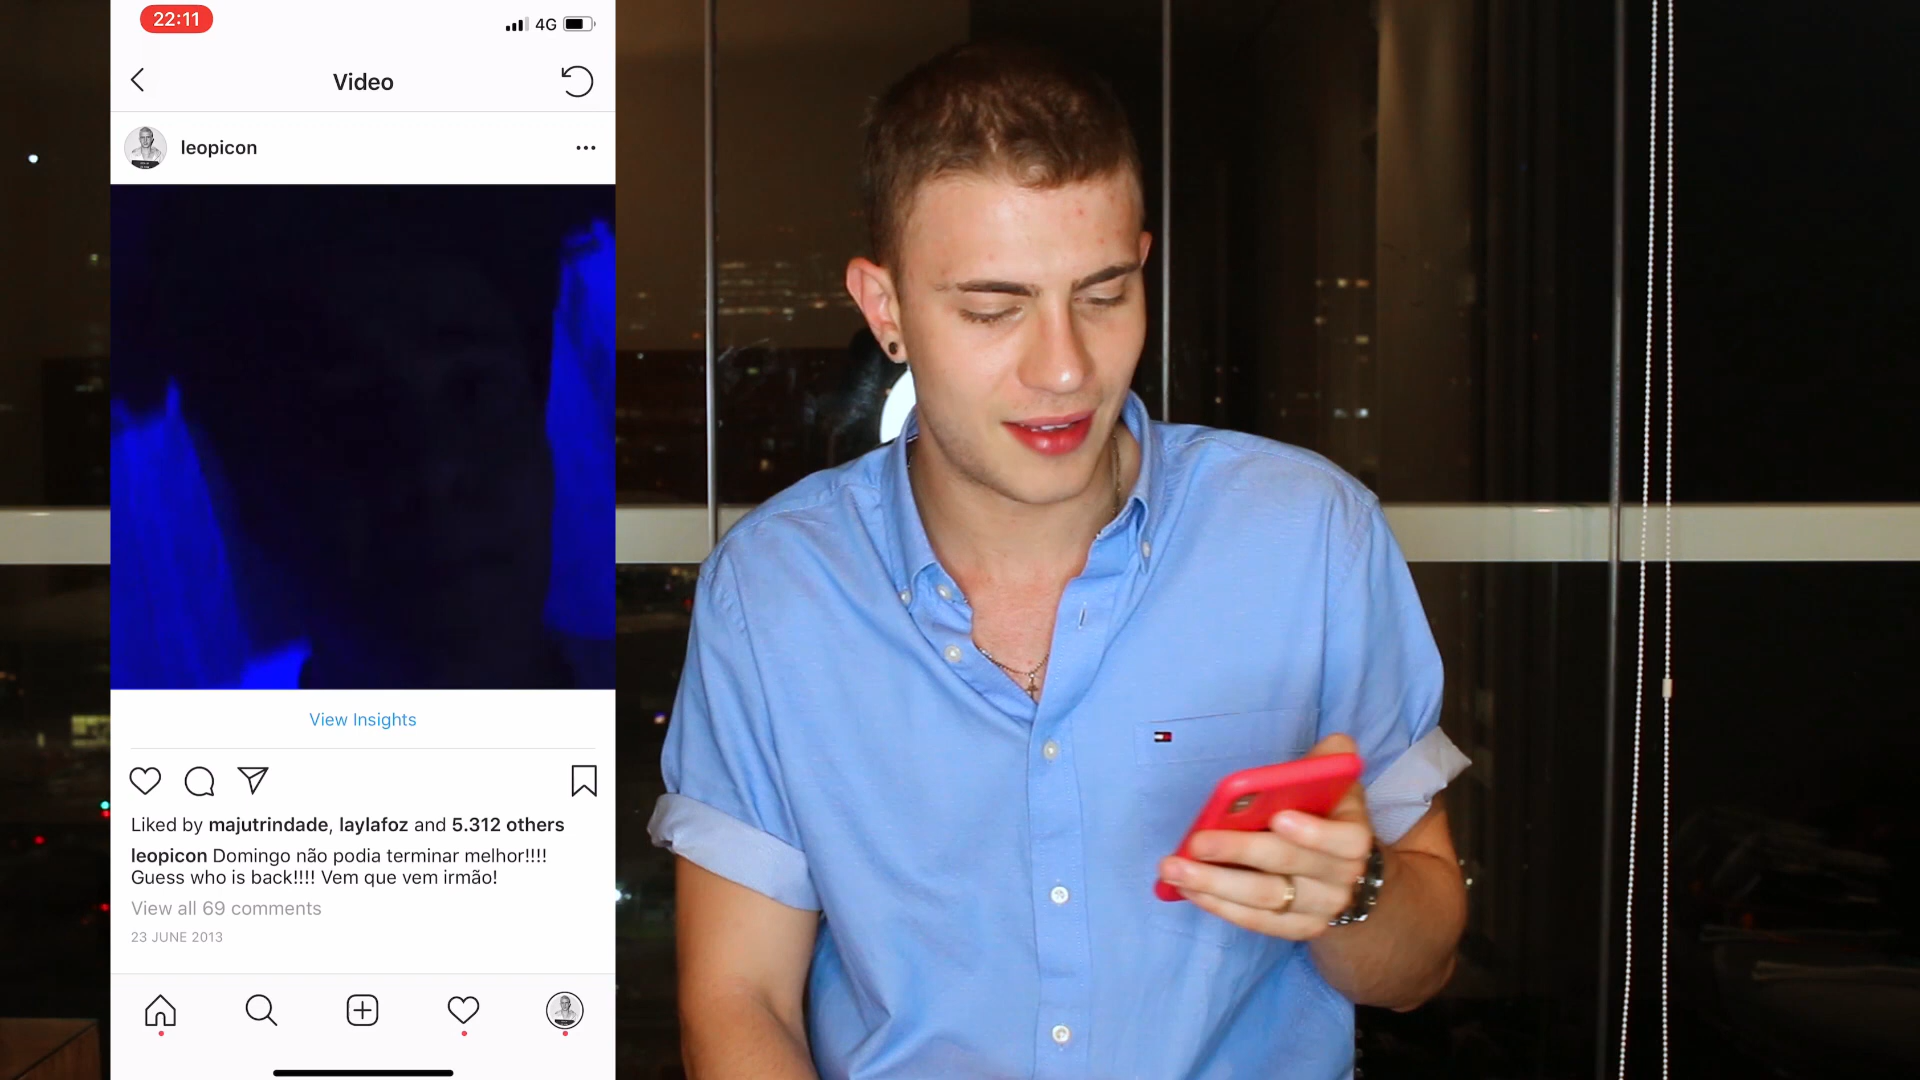 22:11
4G
Video
leopicon
View Insights
Liked by majutrindade, laylafoz and 5.312 others
leopicon Domingo não podia terminar melhor!!!!
Guess who is back!!!! Vem que vem irmão!
View all 69 comments
23 JUNE 2013